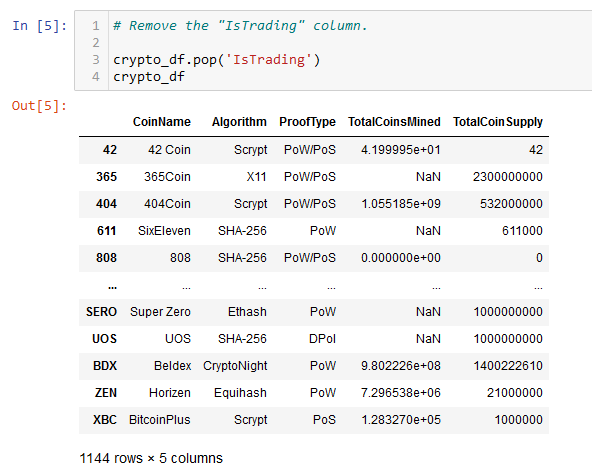 In [5]: 1 # Remove the "IsTrading" column.
2
3 crypto_df.pop('IsTrading')
4 crypto_df
Out[5]:
CoinName Algorithm ProofType TotalCoinsMined TotalCoinSupply
42 42 Coin Scrypt PoW/PoS 4.199995e+01 42
365 365Coin X11 PoW/PoS NaN 2300000000
404 404Coin Scrypt PoW/PoS 1.055185e+09 532000000
611 SixEleven SHA-256 PoW NaN 611000
808 808 SHA-256 PoW/PoS 0.000000e+00 0
... ... ... ... ... ...
SERO Super Zero Ethash PoW NaN 1000000000
UOS UOS SHA-256 DPoI NaN 1000000000
BDX Beldex CryptoNight PoW 9.802226e+08 1400222610
ZEN Horizen Equihash PoW 7.296538e+06 21000000
XBC BitcoinPlus Scrypt PoS 1.283270e+05 1000000
1144 rows × 5 columns